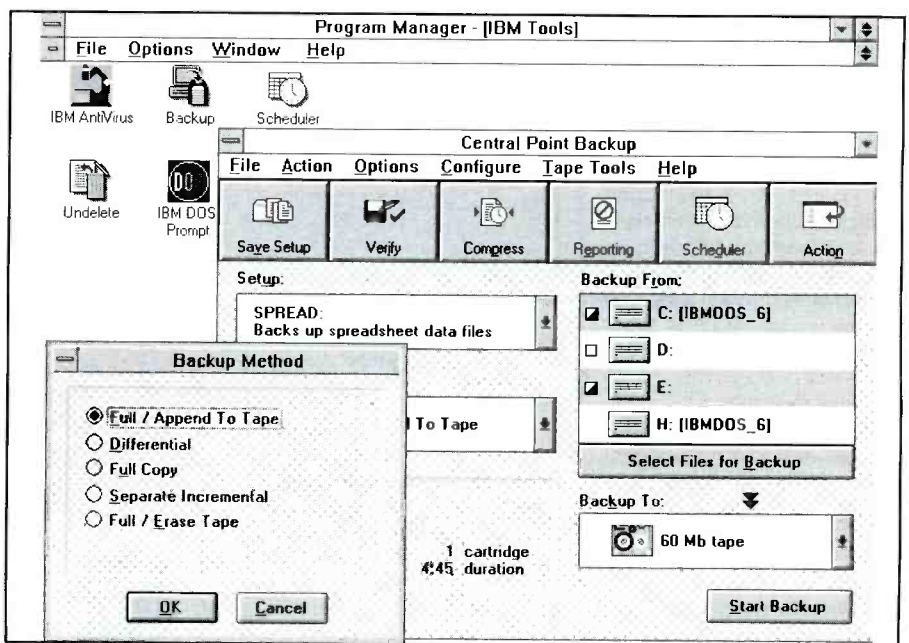 Program Manager - [IBM Tools]
File Options Window Help
IBM AntiVirus Backup Scheduler
Undelete IBM DOS Prompt
Central Point Backup
File Action Options Configure Tape Tools Help
Save Setup Verify Compress Reporting Scheduler Action
Setup:
SPREAD:
Backs up spreadsheet data files
To Tape
1 cartridge
4:45 duration
Backup From:
C: [IBMDOS_6]
D:
E:
H: [IBMDOS_6]
Select Files for Backup
Backup To:
60 Mb tape
Start Backup
Backup Method
Full / Append To Tape
Differential
Full Copy
Separate Incremental
Full / Erase Tape
OK Cancel